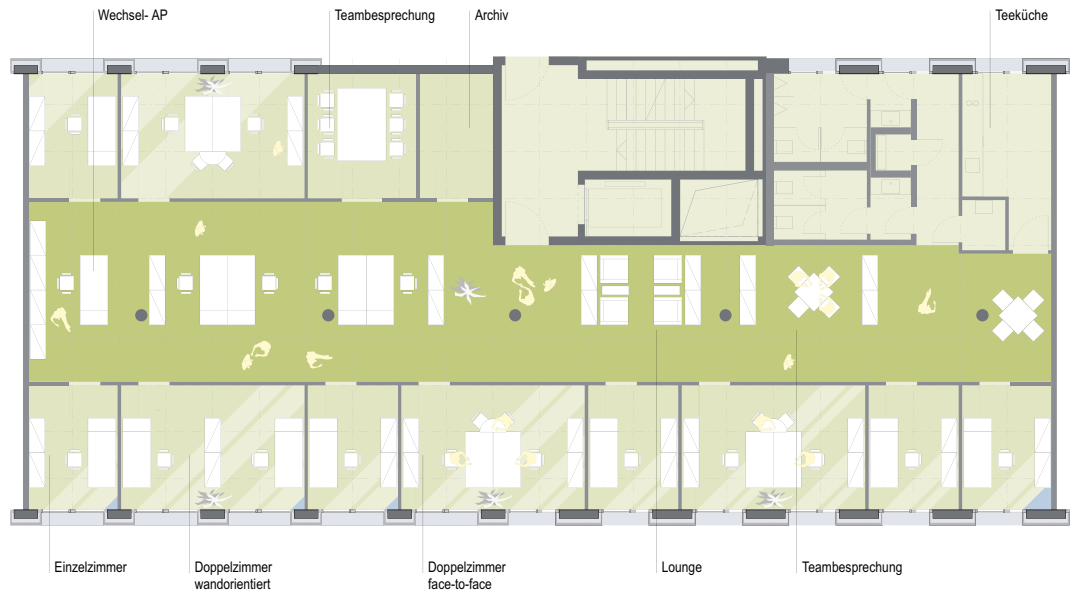 Wechsel- AP
Teambesprechung
Archiv
Teeküche
Einzelzimmer
Doppelzimmer
wandorientiert
Doppelzimmer
face-to-face
Lounge
Teambesprechung